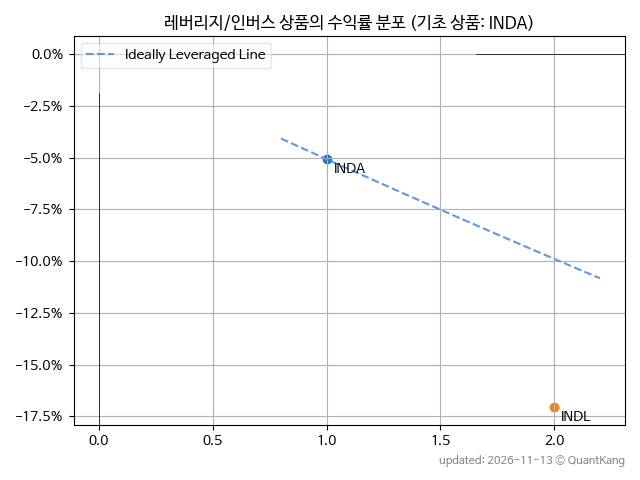 레버리지/인버스 상품의 수익률 분포 (기초 상품: INDA)
Ideally Leveraged Line
0.0%
−2.5%
−5.0%
−7.5%
−10.0%
−12.5%
−15.0%
−17.5%
INDA
INDL
0.0 0.5 1.0 1.5 2.0
updated: 2026-11-13 © QuantKang